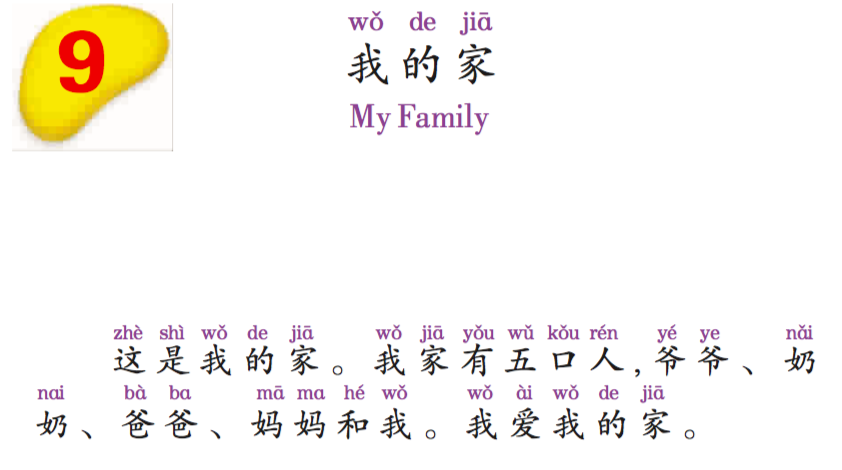 9
wǒ de jiā
我的家
My Family
zhè shì wǒ de jiā wǒ jiā yǒu wǔ kǒu rén yé ye nǎi
这是我的家。我家有五口人,爷爷、奶
nai bà ba mā ma hé wǒ wǒ ài wǒ de jiā
奶、爸爸、妈妈和我。我爱我的家。